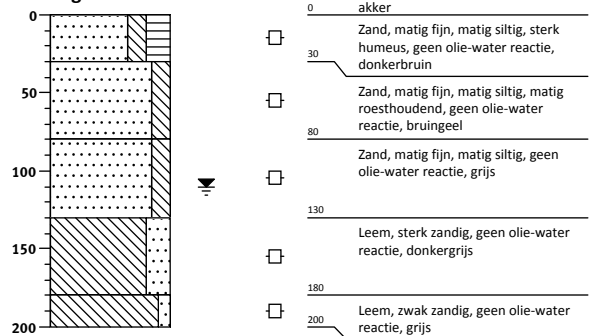 0
50
100
150
200
0 akker
Zand, matig fijn, matig siltig, sterk
humeus, geen olie-water reactie,
donkerbruin
30
Zand, matig fijn, matig siltig, matig
roesthoudend, geen olie-water
reactie, bruingeel
80
Zand, matig fijn, matig siltig, geen
olie-water reactie, grijs
130
Leem, sterk zandig, geen olie-water
reactie, donkergrijs
180
Leem, zwak zandig, geen olie-water
reactie, grijs
200